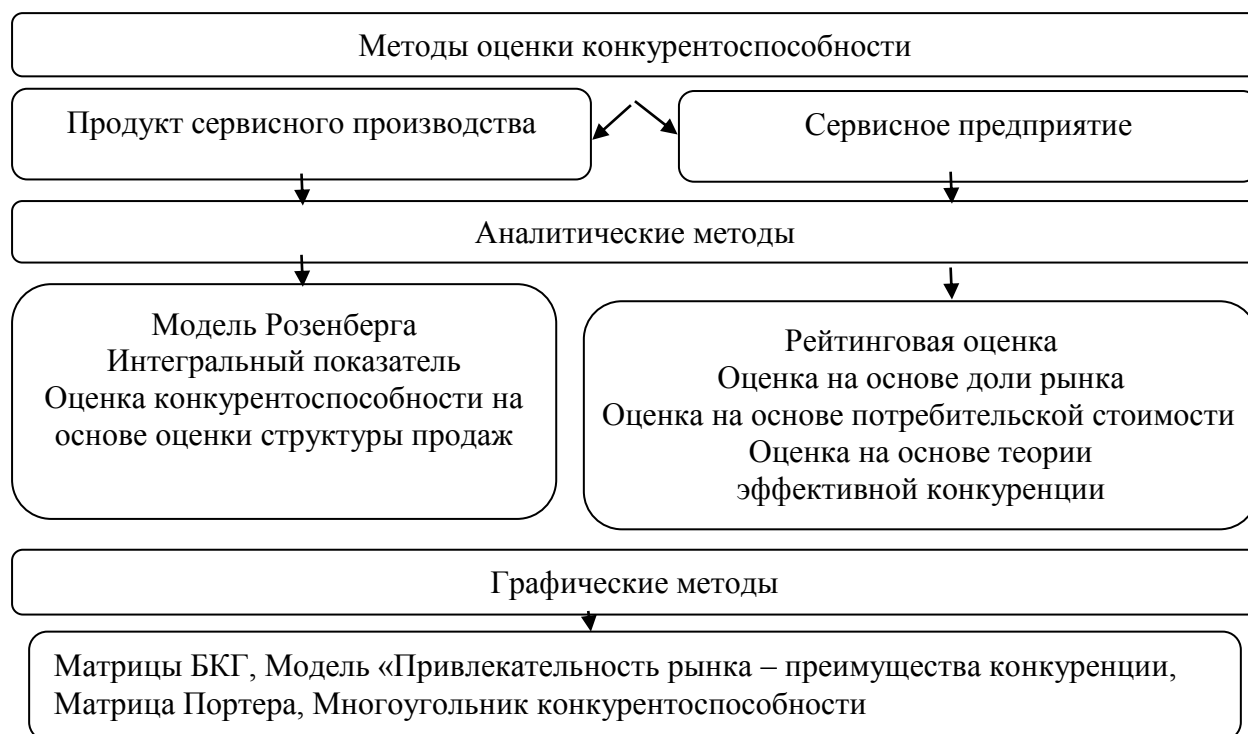 Методы оценки конкурентоспособности
Продукт сервисного производства
Сервисное предприятие
Аналитические методы
Модель Розенберга
Интегральный показатель
Оценка конкурентоспособности на
основе оценки структуры продаж
Рейтинговая оценка
Оценка на основе доли рынка
Оценка на основе потребительской стоимости
Оценка на основе теории
эффективной конкуренции
Графические методы
Матрицы БКГ, Модель «Привлекательность рынка – преимущества конкуренции,
Матрица Портера, Многоугольник конкурентоспособности